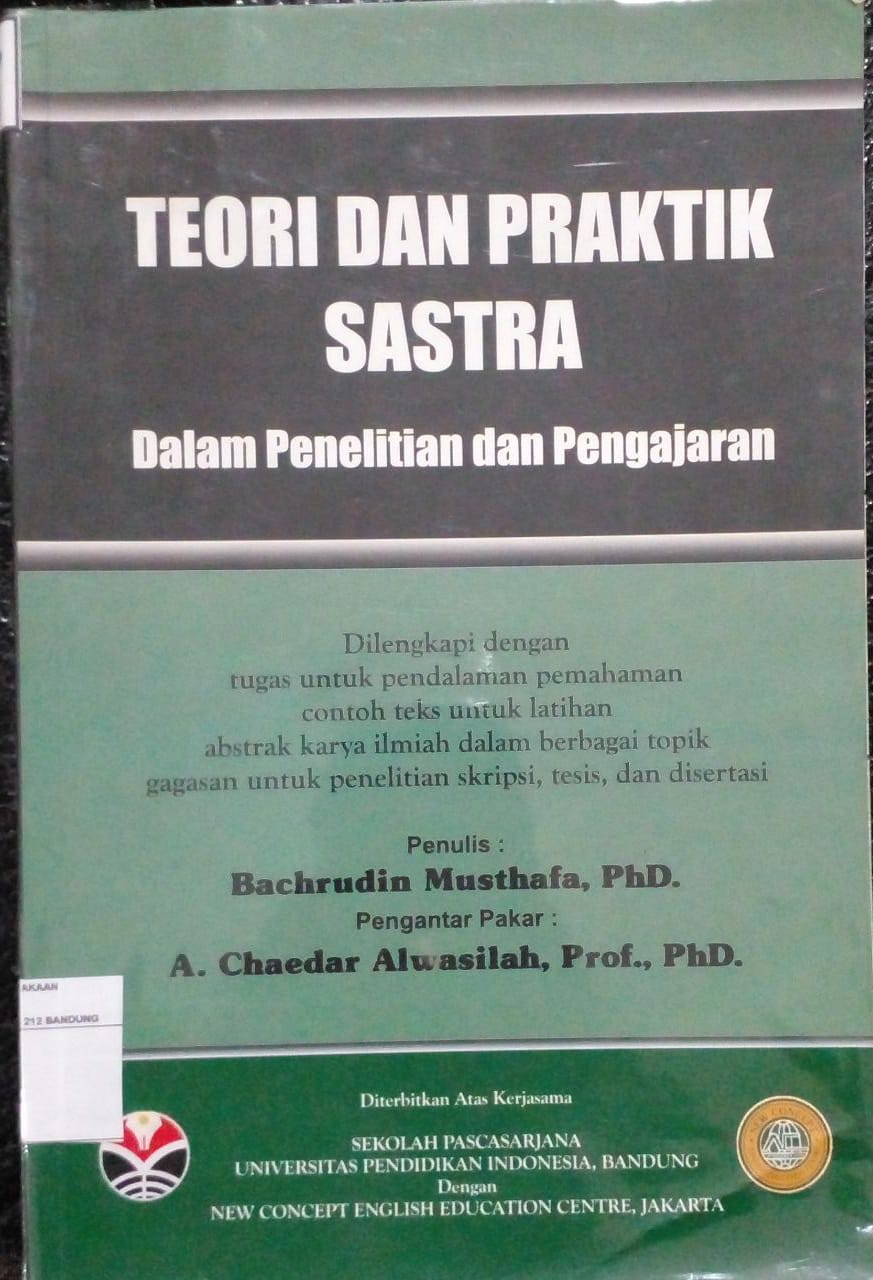 TEORI DAN PRAKTIK
SASTRA
Dalam Penelitian dan Pengajaran
Dilengkapi dengan
tugas untuk pendalaman pemahaman
contoh teks untuk latihan
abstrak karya ilmiah dalam berbagai topik
gagasan untuk penelitian skripsi, tesis, dan disertasi
Penulis :
Bachrudin Musthafa, PhD.
Pengantar Pakar :
A. Chaedar Alwasilah, Prof., PhD.
AKAAN
212 BANDUNG
Diterbitkan Atas Kerjasama
SEKOLAH PASCASARJANA
UNIVERSITAS PENDIDIKAN INDONESIA, BANDUNG
Dengan
NEW CONCEPT ENGLISH EDUCATION CENTRE, JAKARTA
NEW CONCEPT